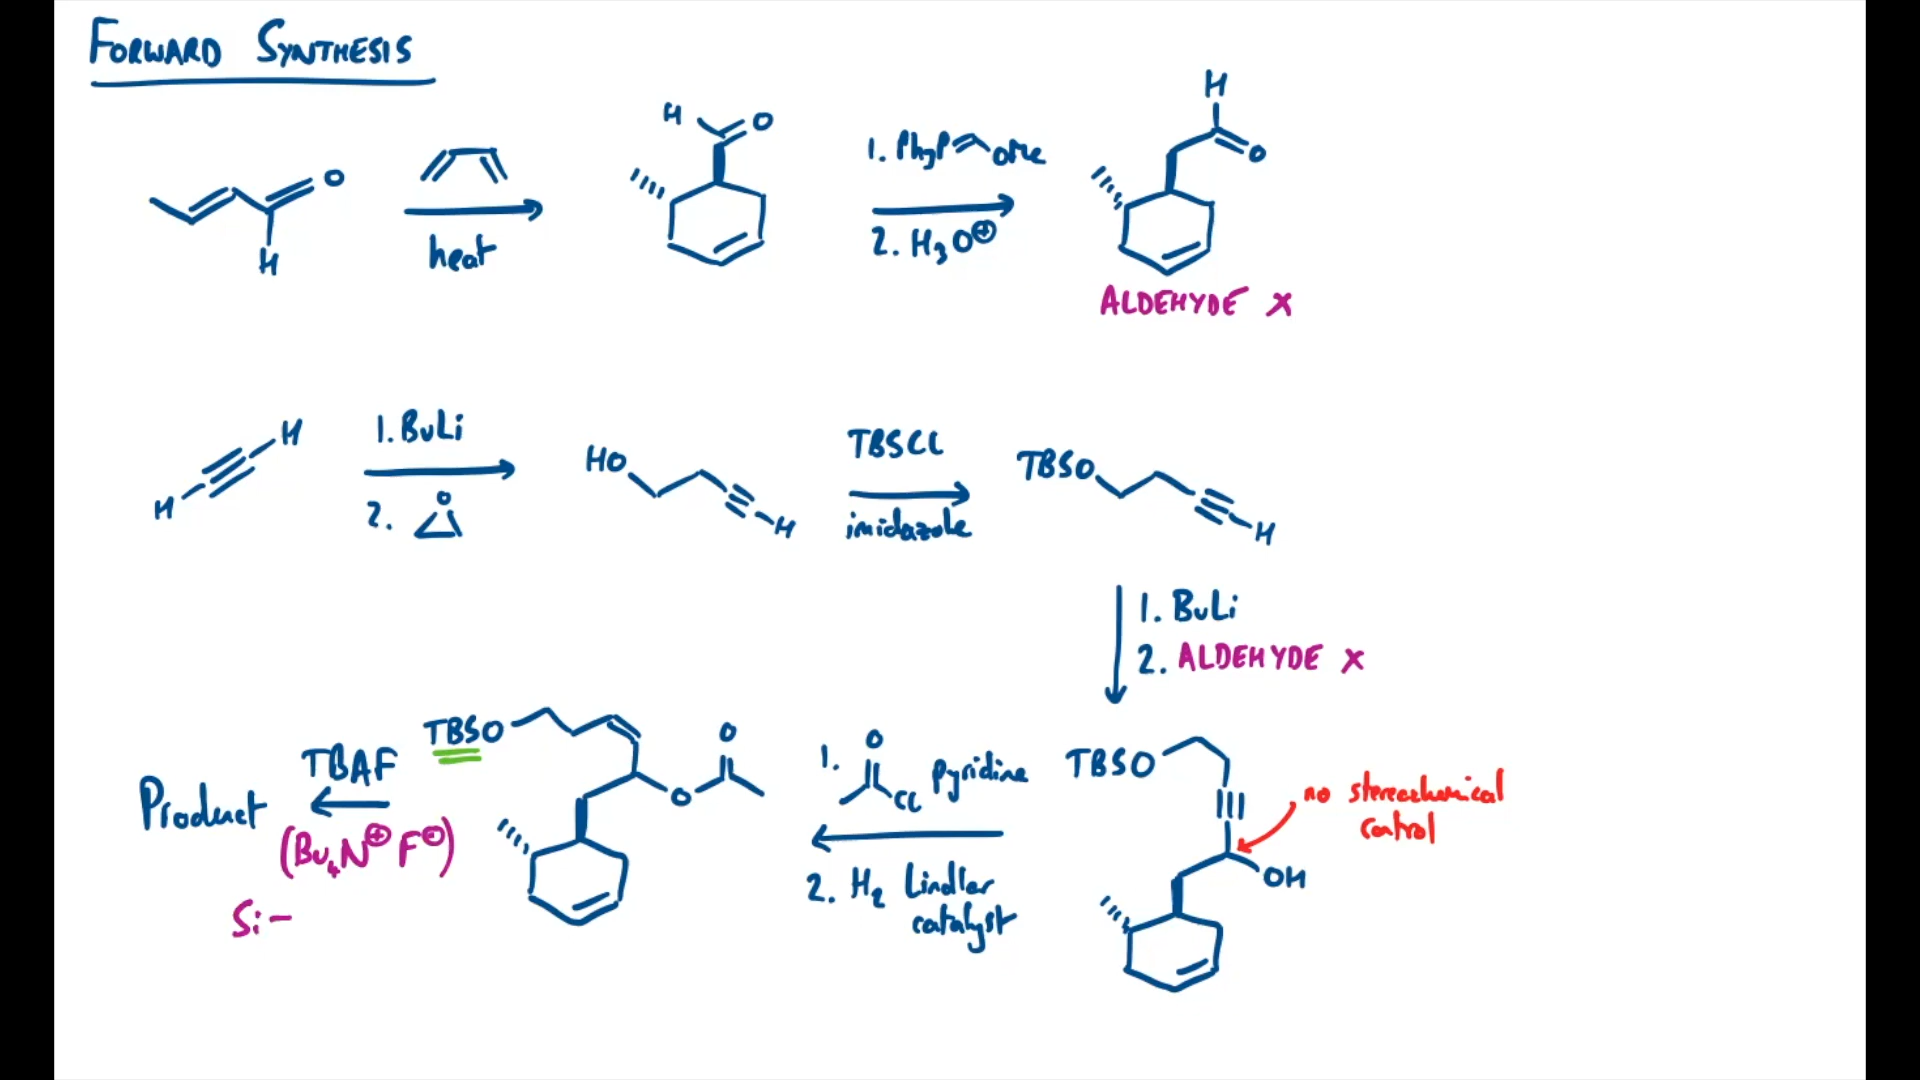 FORWARD SYNTHESIS
H
O
O
H
heat
1. Ph3P OMe
2. H3O⊕
H
O
ALDEHYDE X
H
H
1. BuLi
2. O
HO
H
TBSCl
imidazole
TBSO
H
1. BuLi
2. ALDEHYDE X
TBSO
OH
no stereochemical
control
1. O
Cl pyridine
2. H2 Lindlar
catalyst
TBSO
O
O
TBAF
(Bu4N⊕ F⊖)
Product
Si-